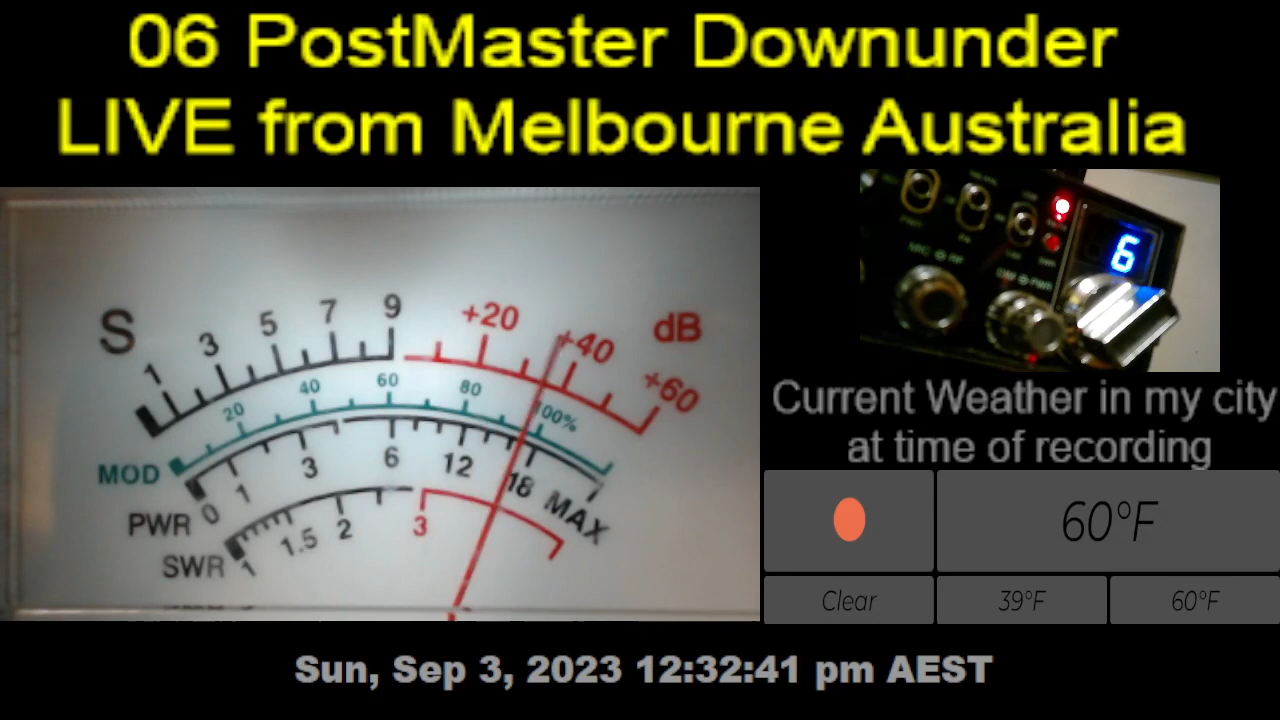 06 PostMaster Downunder
LIVE from Melbourne Australia
S 1 3 5 7 9 +20 +40 +60 dB
MOD 20 40 60 80 100%
PWR 0 1 3 6 12 18 MAX
SWR 1 1.5 2 3
MIC RF
6
Current Weather in my city
at time of recording
60°F
Clear 39°F 60°F
Sun, Sep 3, 2023 12:32:41 pm AEST